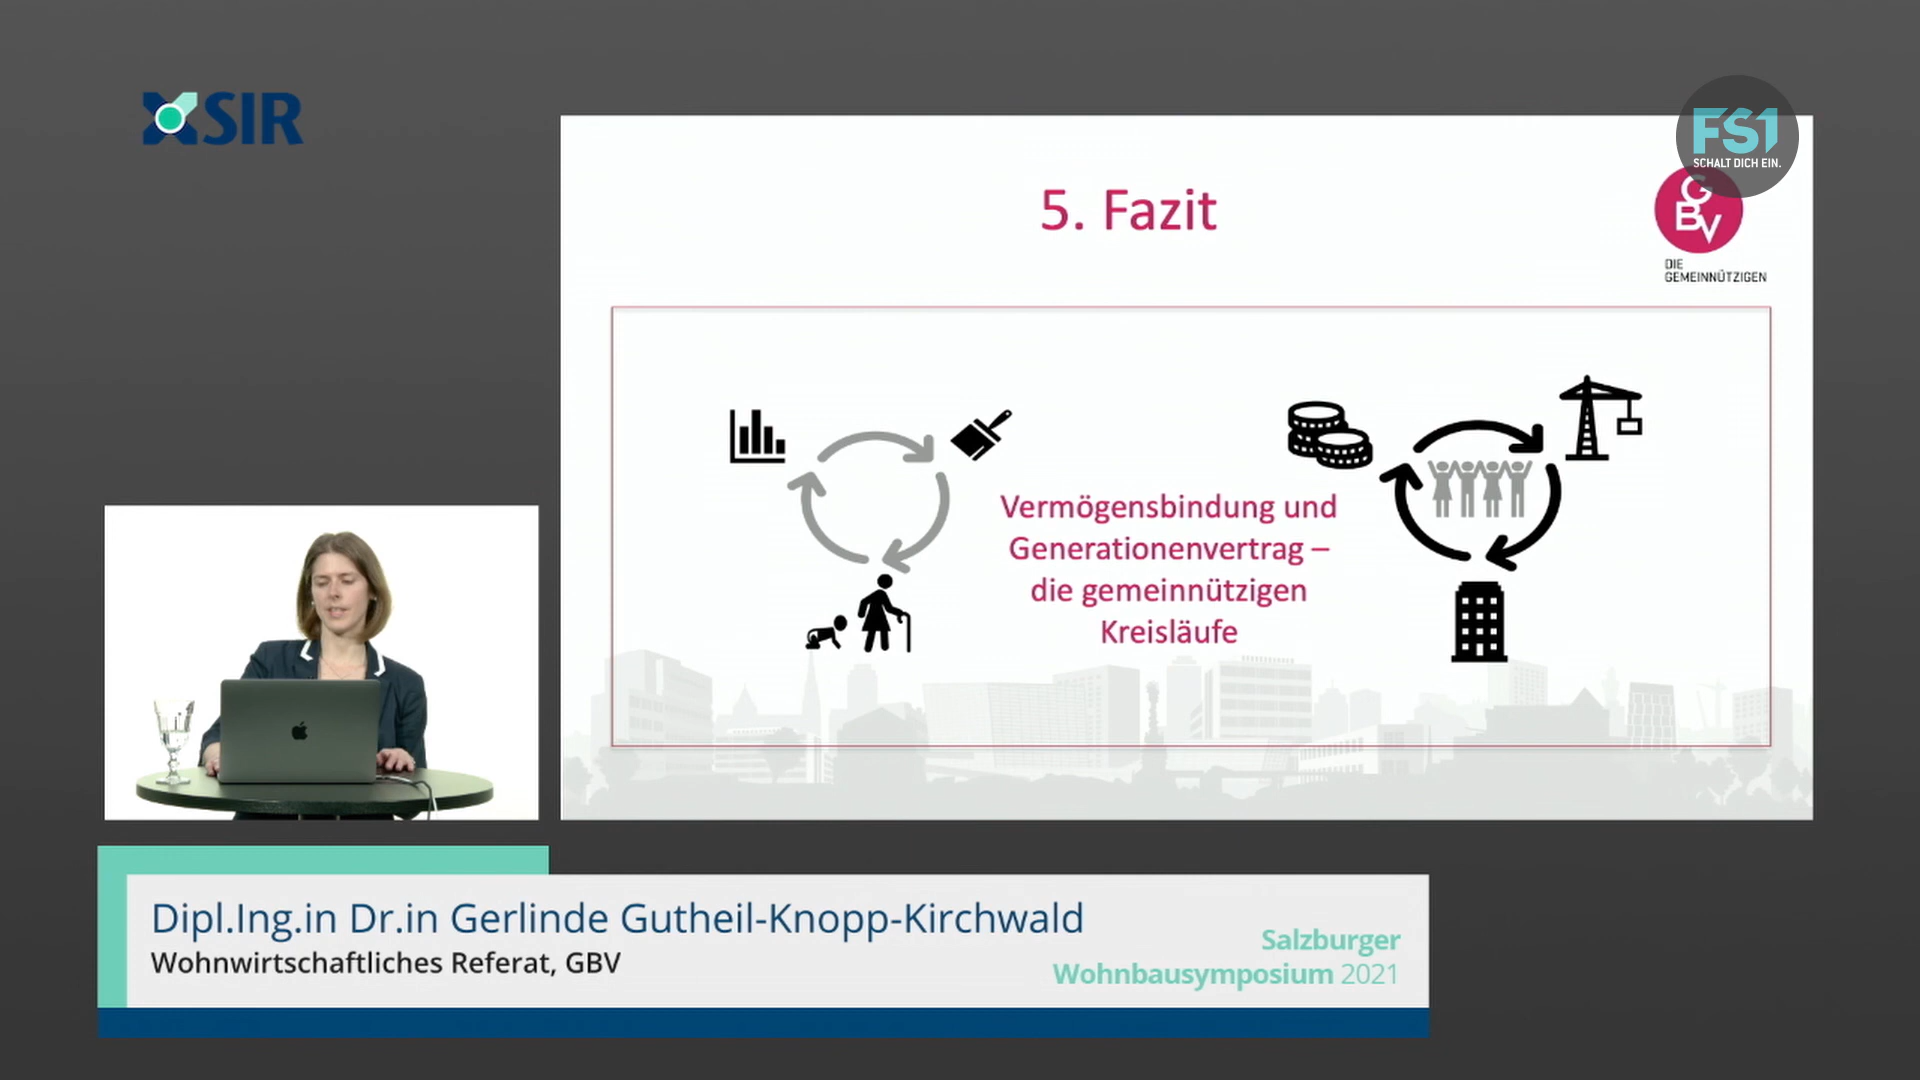 SIR
FS1
SCHALT DICH EIN.
5. Fazit
GBV
DIE
GEMEINNÜTZIGEN
Vermögensbindung und
Generationenvertrag –
die gemeinnützigen
Kreisläufe
Dipl.Ing.in Dr.in Gerlinde Gutheil-Knopp-Kirchwald
Wohnwirtschaftliches Referat, GBV
Salzburger
Wohnbausymposium 2021